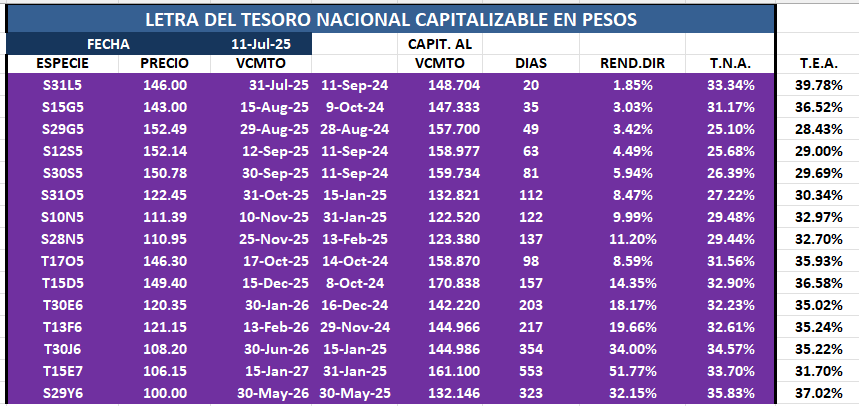 LETRA DEL TESORO NACIONAL CAPITALIZABLE EN PESOS
FECHA 11-Jul-25 CAPIT. AL
ESPECIE PRECIO VCMTO VCMTO DIAS REND.DIR T.N.A. T.E.A.
S31L5 146.00 31-Jul-25 11-Sep-24 148.704 20 1.85% 33.34% 39.78%
S15G5 143.00 15-Aug-25 9-Oct-24 147.333 35 3.03% 31.17% 36.52%
S29G5 152.49 29-Aug-25 28-Aug-24 157.700 49 3.42% 25.10% 28.43%
S12S5 152.14 12-Sep-25 11-Sep-24 158.977 63 4.49% 25.68% 29.00%
S30S5 150.78 30-Sep-25 11-Sep-24 159.734 81 5.94% 26.39% 29.69%
S31O5 122.45 31-Oct-25 15-Jan-25 132.821 112 8.47% 27.22% 30.34%
S10N5 111.39 10-Nov-25 31-Jan-25 122.520 122 9.99% 29.48% 32.97%
S28N5 110.95 25-Nov-25 13-Feb-25 123.380 137 11.20% 29.44% 32.70%
T17O5 146.30 17-Oct-25 14-Oct-24 158.870 98 8.59% 31.56% 35.93%
T15D5 149.40 15-Dec-25 8-Oct-24 170.838 157 14.35% 32.90% 36.58%
T30E6 120.35 30-Jan-26 16-Dec-24 142.220 203 18.17% 32.23% 35.02%
T13F6 121.15 13-Feb-26 29-Nov-24 144.966 217 19.66% 32.61% 35.24%
T30J6 108.20 30-Jun-26 15-Jan-25 144.986 354 34.00% 34.57% 35.22%
T15E7 106.15 15-Jan-27 31-Jan-25 161.100 553 51.77% 33.70% 31.70%
S29Y6 100.00 30-May-26 30-May-25 132.146 323 32.15% 35.83% 37.02%